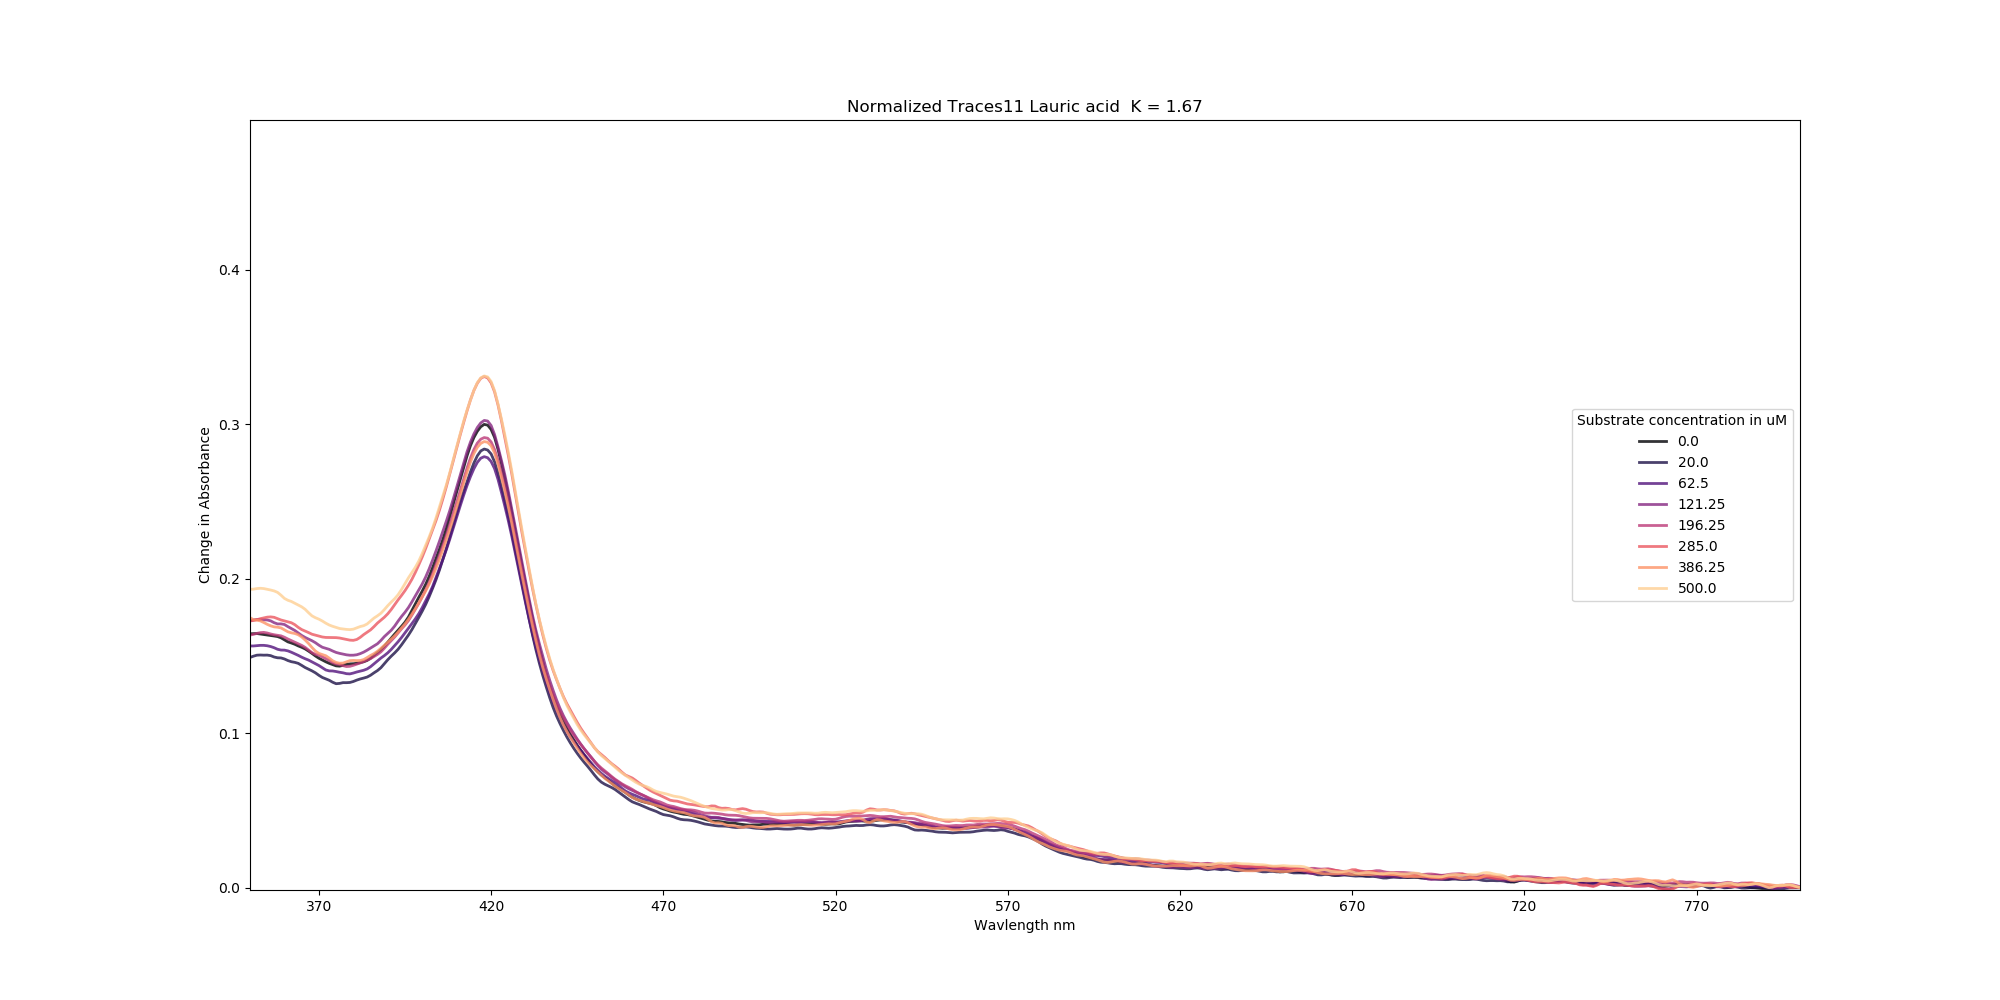 Normalized Traces11 Lauric acid  K = 1.67
Change in Absorbance
0.4
0.3
0.2
0.1
0.0
Substrate concentration in uM
0.0
20.0
62.5
121.25
196.25
285.0
386.25
500.0
370 420 470 520 570 620 670 720 770
Wavlength nm